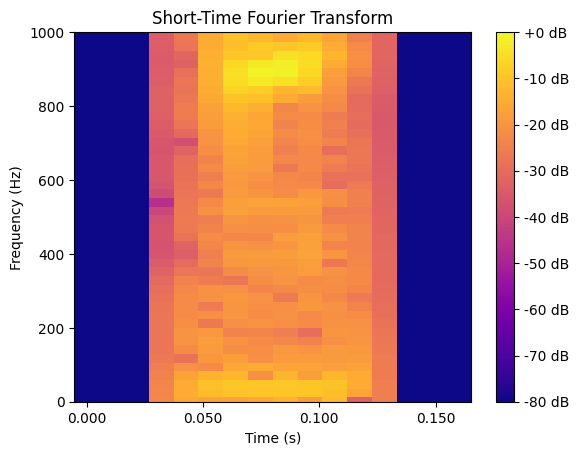 Short-Time Fourier Transform
1000
800
600
400
200
0
Frequency (Hz)
0.000
0.050
0.100
0.150
Time (s)
+0 dB
-10 dB
-20 dB
-30 dB
-40 dB
-50 dB
-60 dB
-70 dB
-80 dB